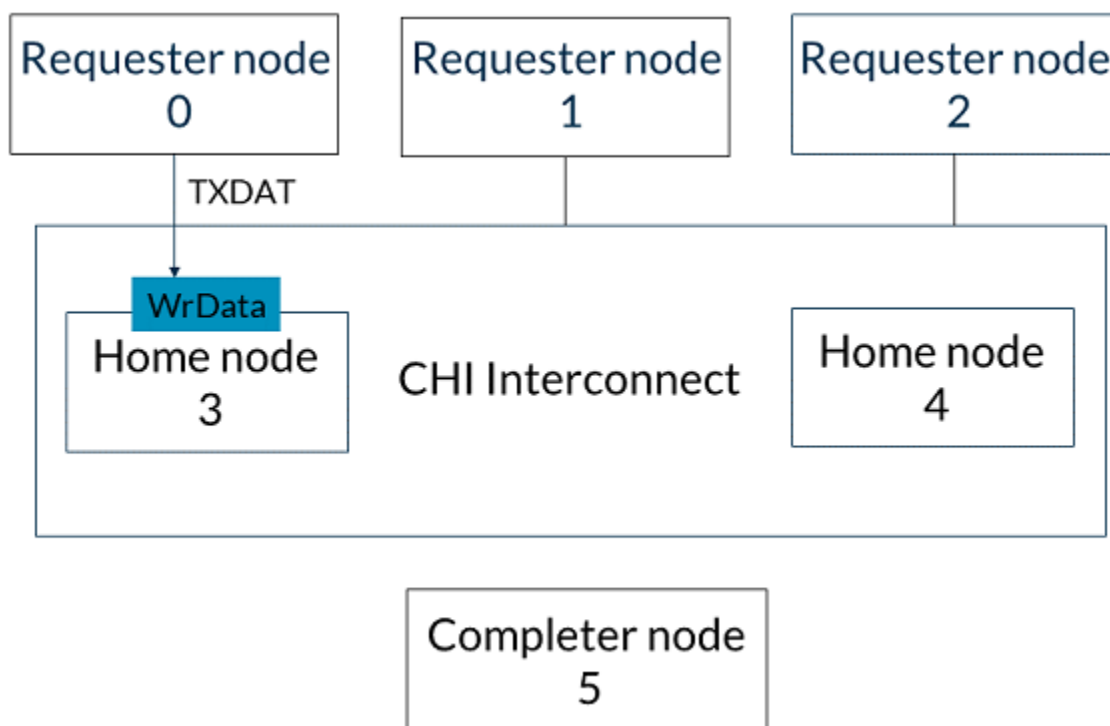 Requester node
0
Requester node
1
Requester node
2
TXDAT
WrData
Home node
3
CHI Interconnect
Home node
4
Completer node
5